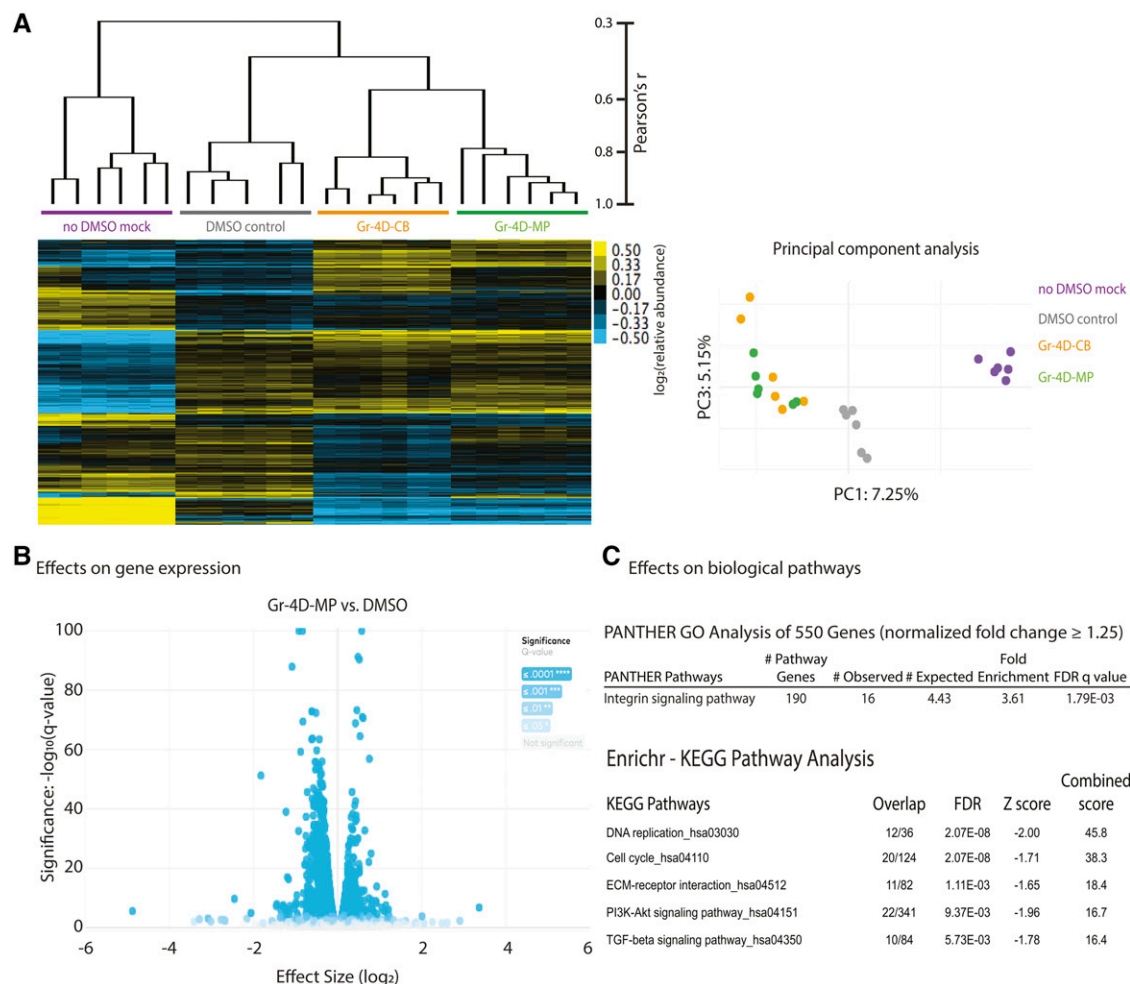 A
0.3
0.6
0.8
1.0
Pearson's r
no DMSO mock
DMSO control
Gr-4D-CB
Gr-4D-MP
0.50
0.33
0.17
0.00
−0.17
−0.33
−0.50
log₂(relative abundance)
Principal component analysis
no DMSO mock
DMSO control
Gr-4D-CB
Gr-4D-MP
PC3: 5.15%
PC1: 7.25%
B Effects on gene expression
Gr-4D-MP vs. DMSO
Significance: -log₁₀(q-value)
100
80
60
40
20
0
-6 -4 -2 0 2 4 6
Effect Size (log₂)
Significance
Q-value
≤ .0001 ****
≤ .001 ***
≤ .01 **
≤ .05 *
Not significant
C Effects on biological pathways
PANTHER GO Analysis of 550 Genes (normalized fold change ≥ 1.25)
PANTHER Pathways # Pathway Genes # Observed # Expected Fold Enrichment FDR q value
Integrin signaling pathway 190 16 4.43 3.61 1.79E-03
Enrichr - KEGG Pathway Analysis
KEGG Pathways Overlap FDR Z score Combined score
DNA replication_hsa03030 12/36 2.07E-08 -2.00 45.8
Cell cycle_hsa04110 20/124 2.07E-08 -1.71 38.3
ECM-receptor interaction_hsa04512 11/82 1.11E-03 -1.65 18.4
PI3K-Akt signaling pathway_hsa04151 22/341 9.37E-03 -1.96 16.7
TGF-beta signaling pathway_hsa04350 10/84 5.73E-03 -1.78 16.4